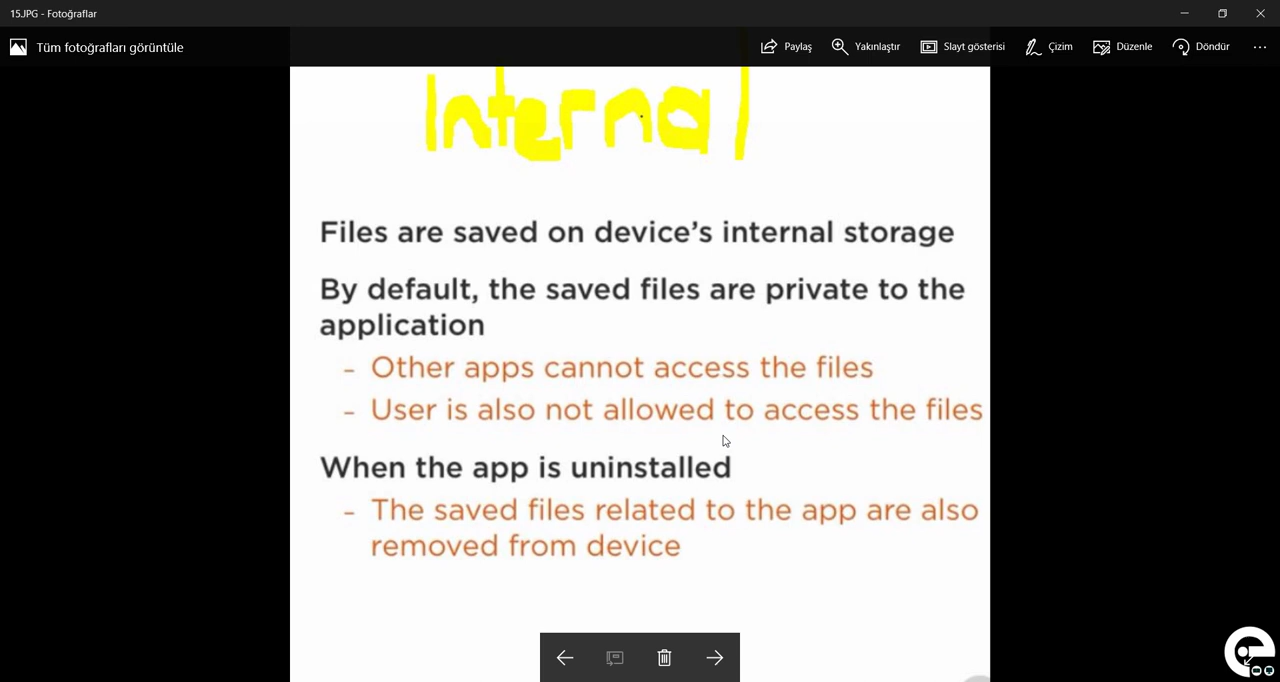 15.JPG - Fotoğraflar
Tüm fotoğrafları görüntüle
Paylaş
Yakınlaştır
Slayt gösterisi
Çizim
Düzenle
Döndür
Internal
Files are saved on device's internal storage
By default, the saved files are private to the
application
- Other apps cannot access the files
- User is also not allowed to access the files
When the app is uninstalled
- The saved files related to the app are also
removed from device